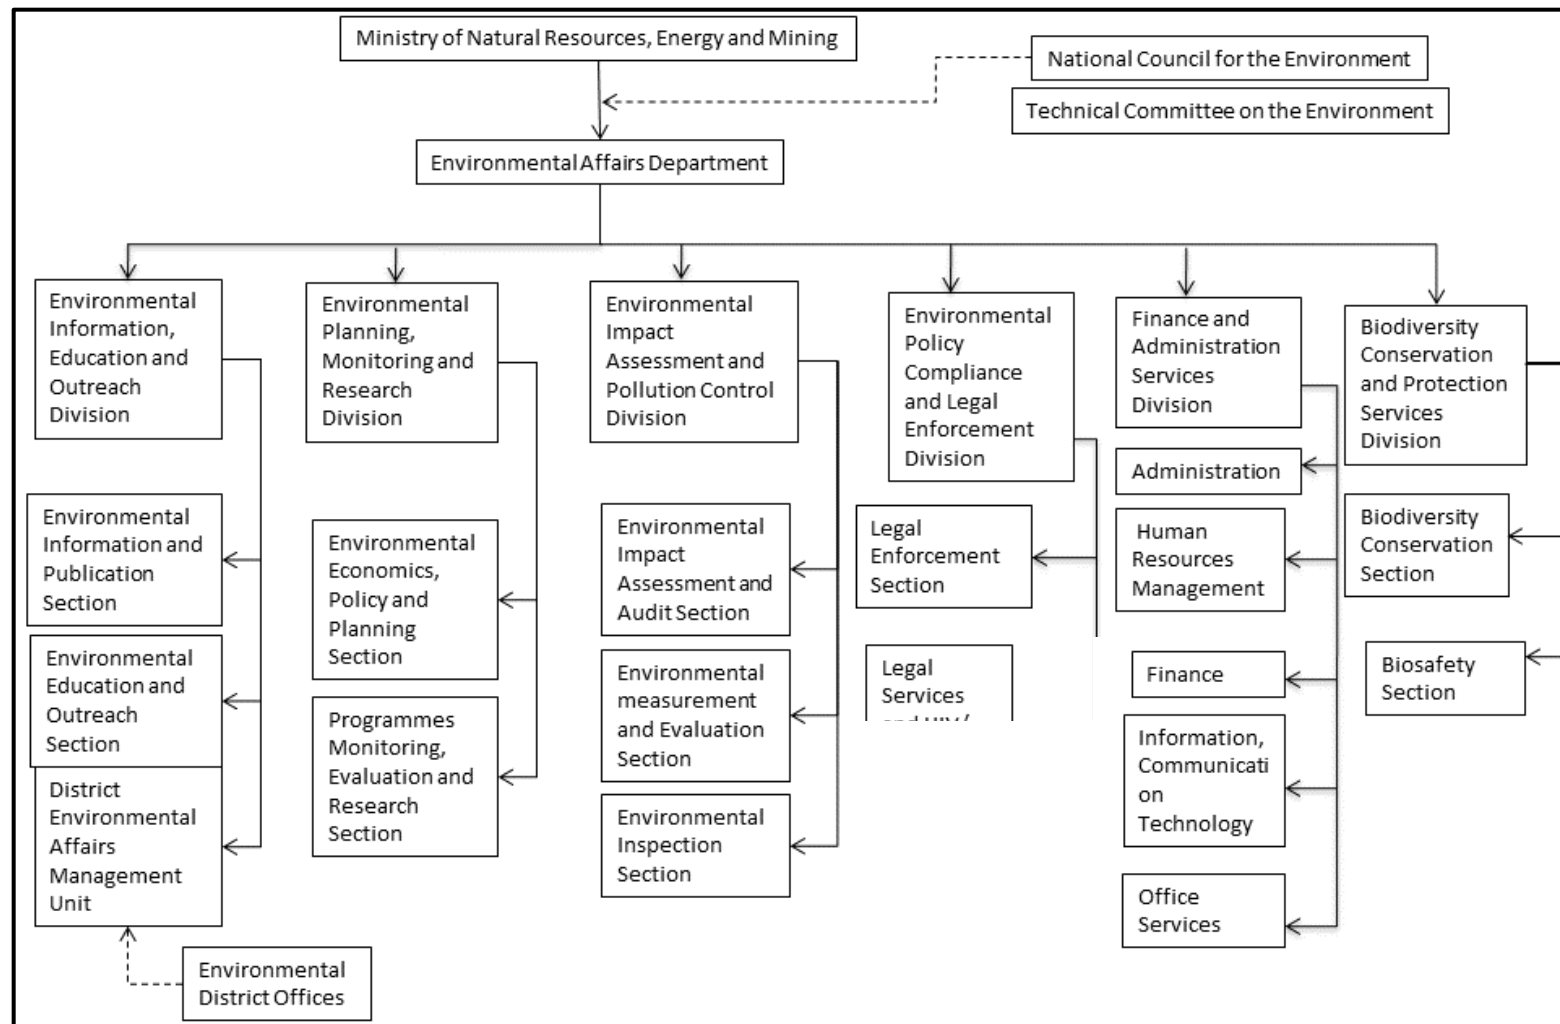 Ministry of Natural Resources, Energy and Mining
National Council for the Environment
Technical Committee on the Environment
Environmental Affairs Department
Environmental
Information,
Education and
Outreach
Division
Environmental
Planning,
Monitoring and
Research
Division
Environmental
Impact
Assessment and
Pollution Control
Division
Environmental
Policy
Compliance
and Legal
Enforcement
Division
Finance and
Administration
Services
Division
Biodiversity
Conservation
and Protection
Services
Division
Environmental
Information and
Publication
Section
Environmental
Education and
Outreach
Section
District
Environmental
Affairs
Management
Unit
Environmental
District Offices
Environmental
Economics,
Policy and
Planning
Section
Programmes
Monitoring,
Evaluation and
Research
Section
Environmental
Impact
Assessment and
Audit Section
Environmental
measurement
and Evaluation
Section
Environmental
Inspection
Section
Legal
Enforcement
Section
Legal
Services
and HIV/
Administration
Human
Resources
Management
Finance
Information,
Communicati
on
Technology
Office
Services
Biodiversity
Conservation
Section
Biosafety
Section